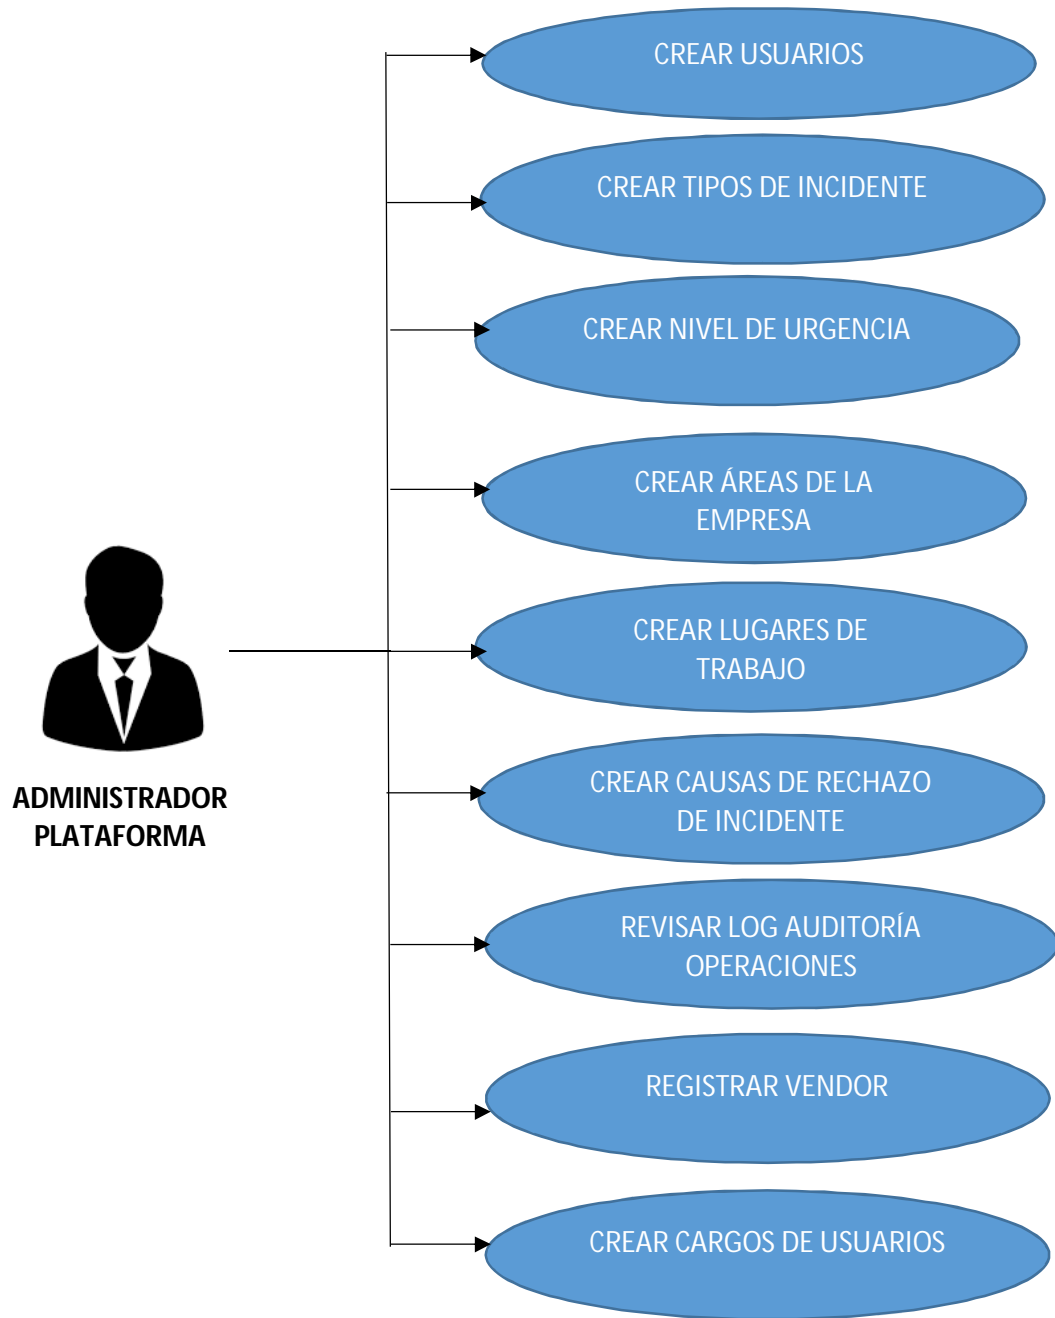 CREAR USUARIOS
CREAR TIPOS DE INCIDENTE
CREAR NIVEL DE URGENCIA
CREAR ÁREAS DE LA
EMPRESA
CREAR LUGARES DE
TRABAJO
ADMINISTRADOR
PLATAFORMA
CREAR CAUSAS DE RECHAZO
DE INCIDENTE
REVISAR LOG AUDITORÍA
OPERACIONES
REGISTRAR VENDOR
CREAR CARGOS DE USUARIOS